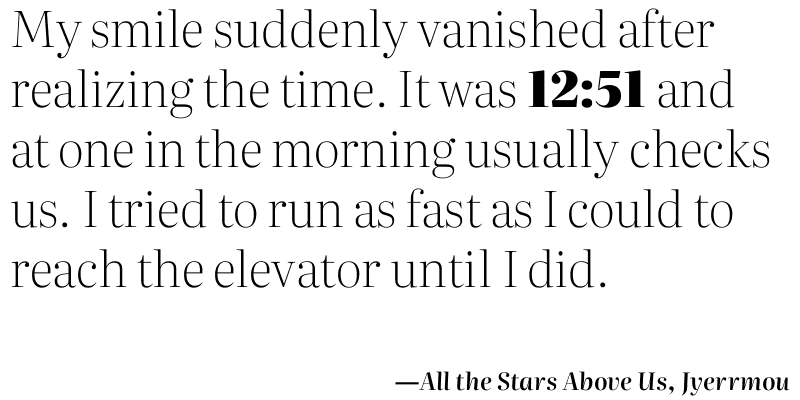 My smile suddenly vanished after
realizing the time. It was 12:51 and
at one in the morning usually checks
us. I tried to run as fast as I could to
reach the elevator until I did.
—All the Stars Above Us, Jyerrmou